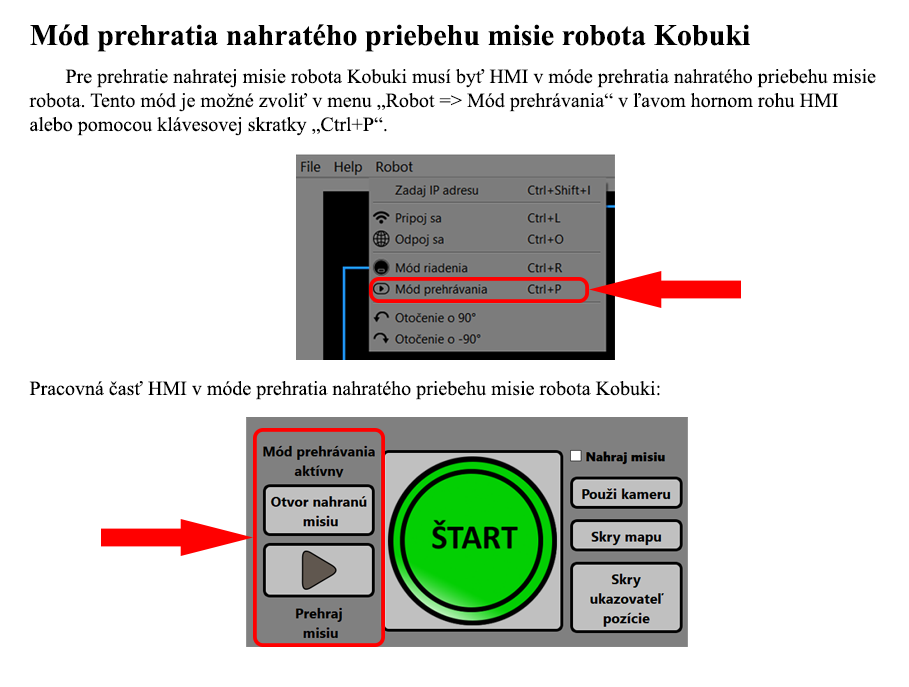 Mód prehratia nahratého priebehu misie robota Kobuki
Pre prehratie nahratej misie robota Kobuki musí byť HMI v móde prehratia nahratého priebehu misie
robota. Tento mód je možné zvoliť v menu „Robot => Mód prehrávania“ v ľavom hornom rohu HMI
alebo pomocou klávesovej skratky „Ctrl+P“.
File Help Robot
Zadaj IP adresu Ctrl+Shift+I
Pripoj sa Ctrl+L
Odpoj sa Ctrl+O
Mód riadenia Ctrl+R
Mód prehrávania Ctrl+P
Otočenie o 90°
Otočenie o -90°
Pracovná časť HMI v móde prehratia nahratého priebehu misie robota Kobuki:
Mód prehrávania
aktívny
Otvor nahranú
misiu
Prehraj
misiu
ŠTART
Nahraj misiu
Použi kameru
Skry mapu
Skry
ukazovateľ
pozície